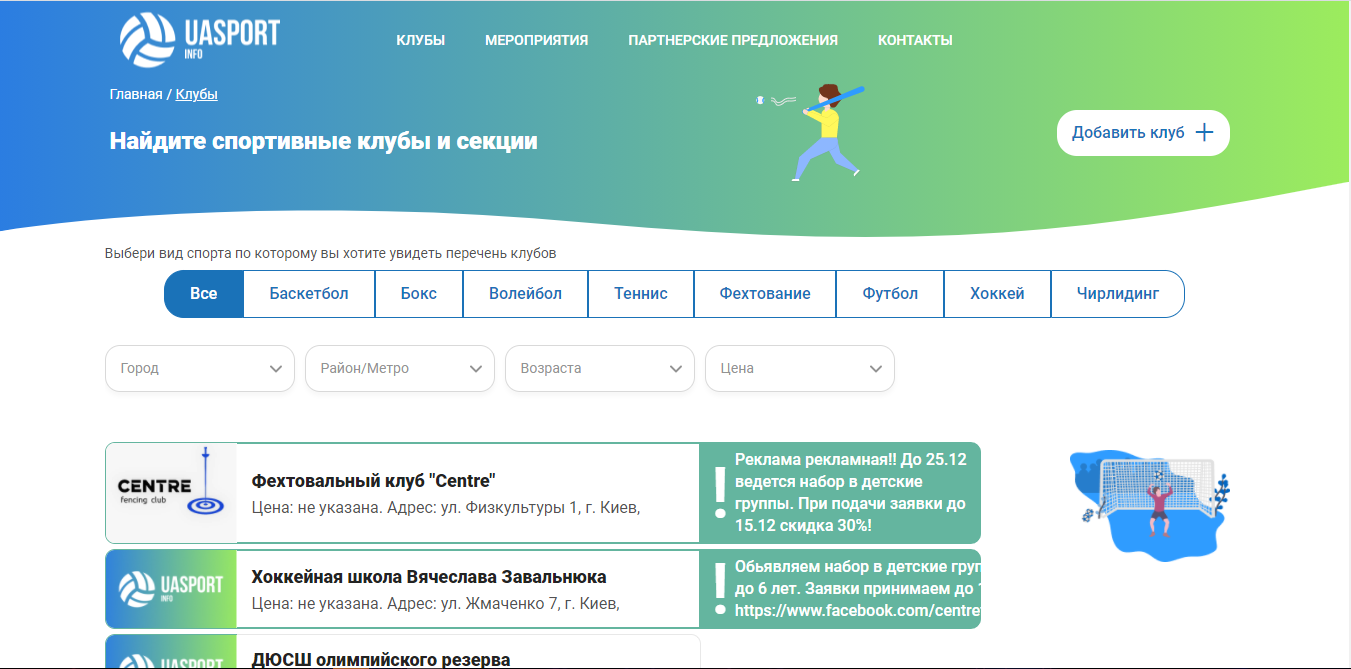 UASPORT
INFO
КЛУБЫ МЕРОПРИЯТИЯ ПАРТНЕРСКИЕ ПРЕДЛОЖЕНИЯ КОНТАКТЫ
Главная / Клубы
Найдите спортивные клубы и секции
Добавить клуб
Выбери вид спорта по которому вы хотите увидеть перечень клубов
Все Баскетбол Бокс Волейбол Теннис Фехтование Футбол Хоккей Чирлидинг
Город Район/Метро Возраста Цена
CENTRE
fencing club
Фехтовальный клуб "Centre"
Цена: не указана. Адрес: ул. Физкультуры 1, г. Киев,
!
Реклама рекламная!! До 25.12
ведется набор в детские
группы. При подачи заявки до
15.12 скидка 30%!
UASPORT
INFO
Хоккейная школа Вячеслава Завальнюка
Цена: не указана. Адрес: ул. Жмаченко 7, г. Киев,
!
Обьявляем набор в детские груп
до 6 лет. Заявки принимаем до
https://www.facebook.com/centre
UASPORT
ДЮСШ олимпийского резерва